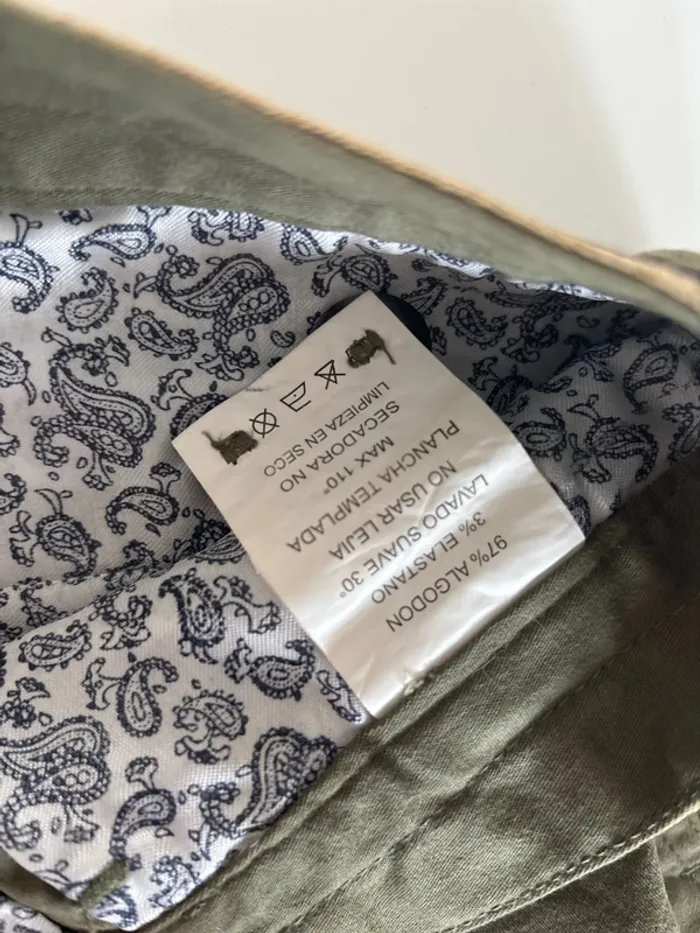 97% ALGODON
3% ELASTANO
LAVADO SUAVE 30°
NO USAR LEJIA
PLANCHA TEMPLADA
MAX 110°
SECADORA NO
LIMPIEZA EN SECO